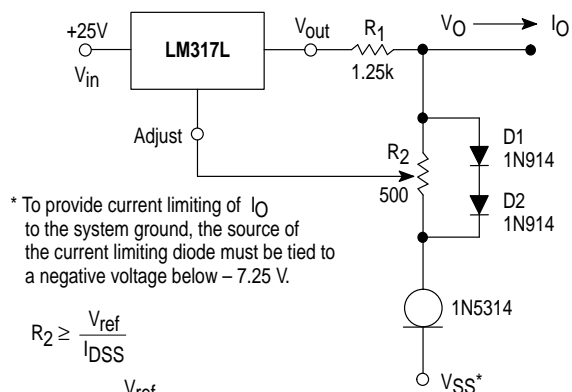 +25V
V_in
LM317L
V_out
R_1
1.25k
V_O
I_O
Adjust
R_2
500
D1
1N914
D2
1N914
* To provide current limiting of I_O
to the system ground, the source of
the current limiting diode must be tied to
a negative voltage below – 7.25 V.
R_2 ≥ V_ref / I_DSS
1N5314
V_SS*
V_ref